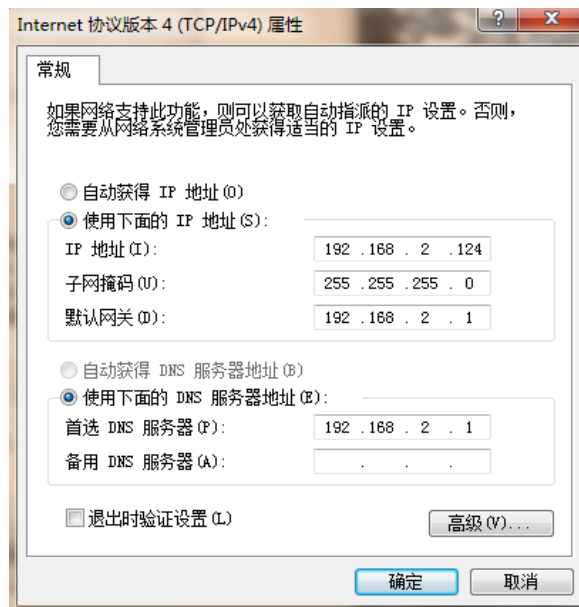 Internet 协议版本 4 (TCP/IPv4) 属性
?
X
常规
如果网络支持此功能，则可以获取自动指派的 IP 设置。否则，
您需要从网络系统管理员处获得适当的 IP 设置。
自动获得 IP 地址(O)
使用下面的 IP 地址(S):
IP 地址(I): 192 .168 . 2 .124
子网掩码(U): 255 .255 .255 . 0
默认网关(D): 192 .168 . 2 . 1
自动获得 DNS 服务器地址(B)
使用下面的 DNS 服务器地址(E):
首选 DNS 服务器(P): 192 .168 . 2 . 1
备用 DNS 服务器(A): . . .
退出时验证设置(L)
高级(V)...
确定 取消